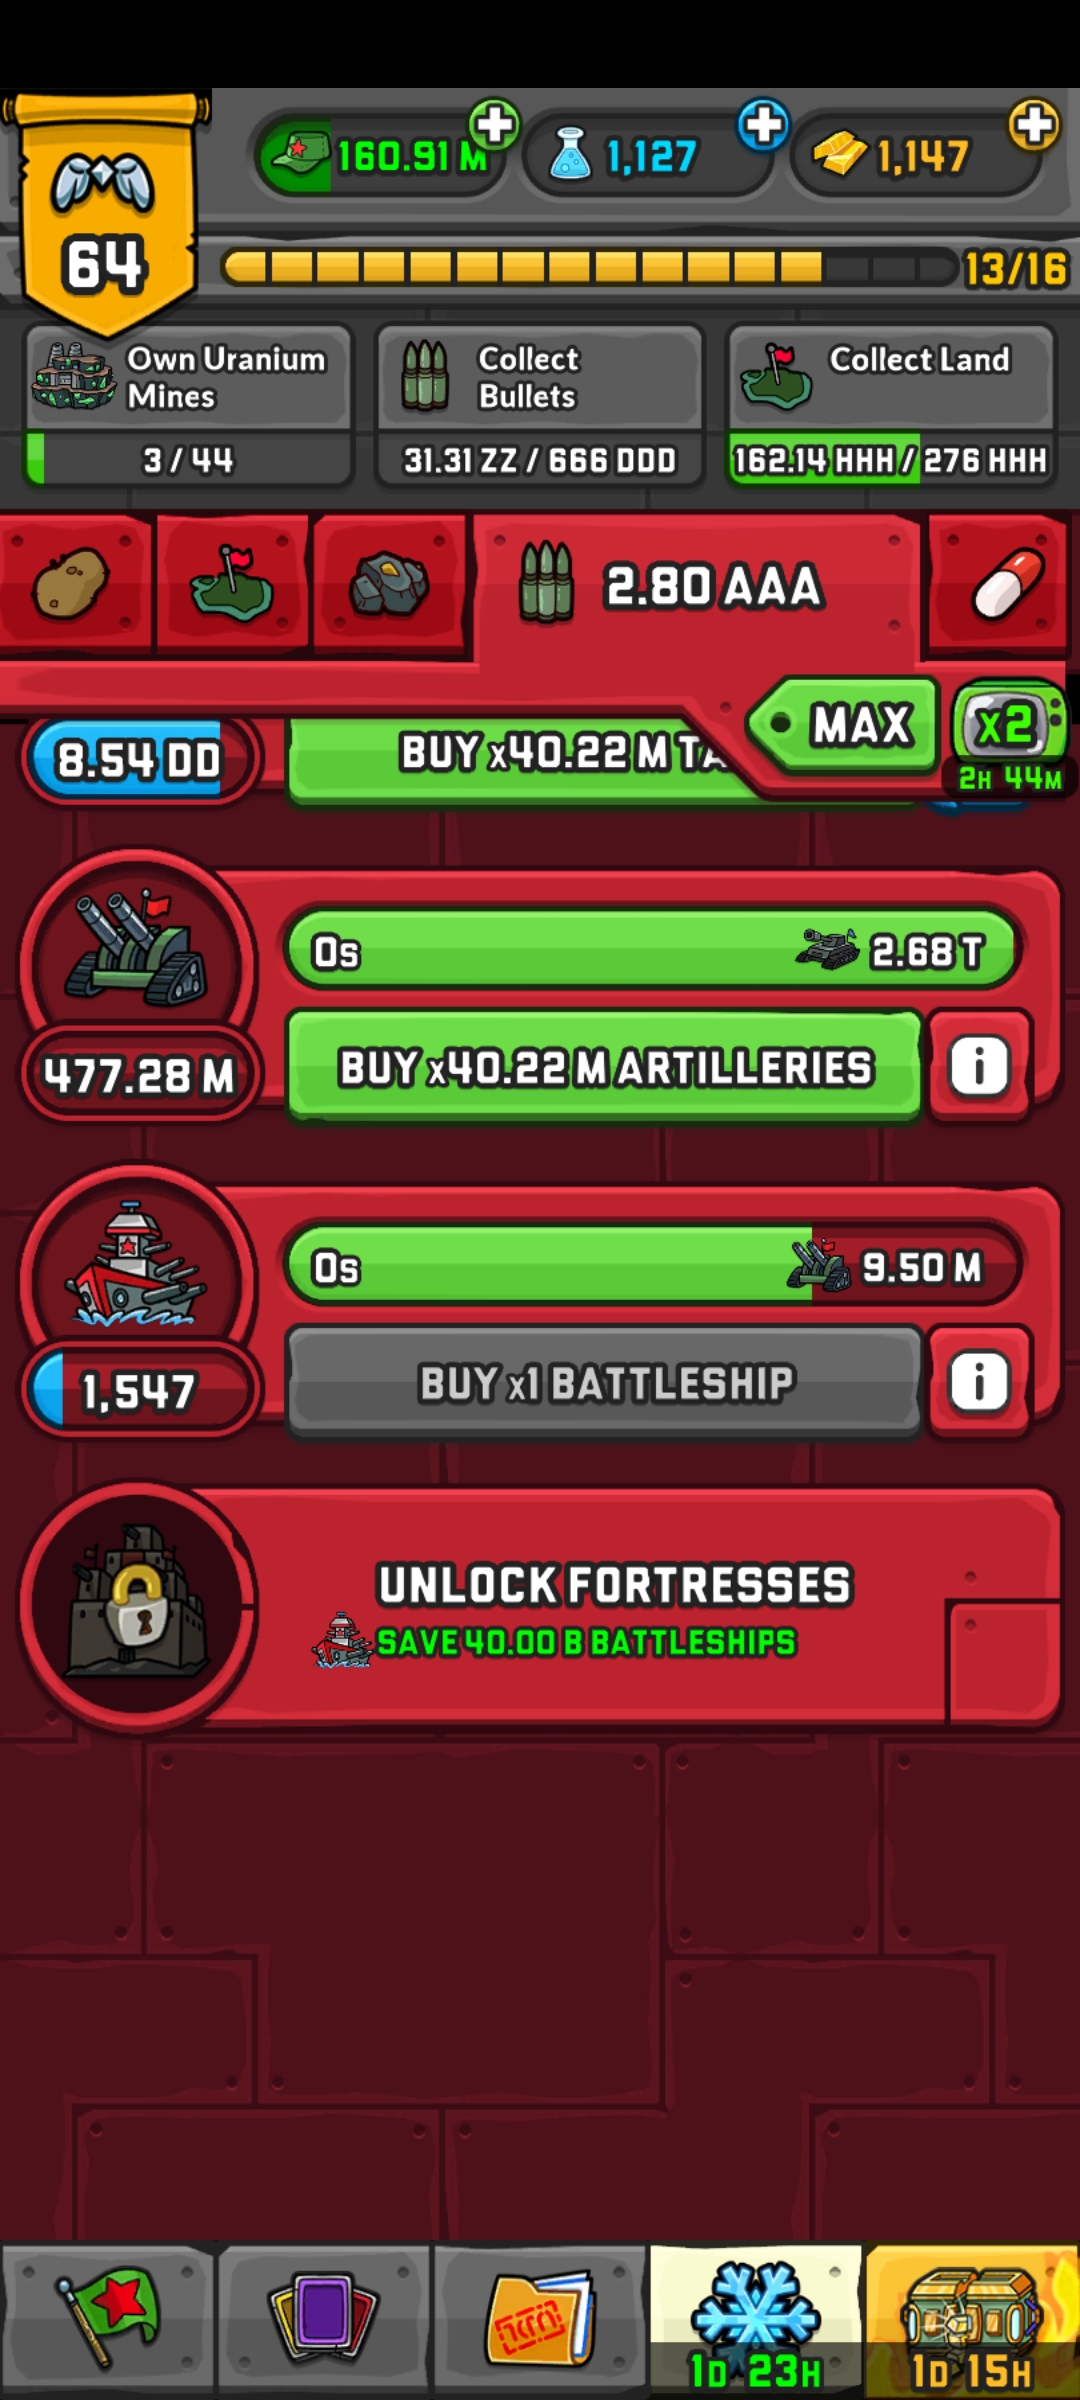 160.91 M
1,127
1,147
64
13/16
Own Uranium
Mines
3 / 44
Collect
Bullets
31.31 ZZ / 666 DDD
Collect Land
162.14 HHH / 276 HHH
2.80 AAA
MAX
x2
2H 44M
8.54 DD
BUY x40.22 M TA
0s
2.68 T
477.28 M
BUY x40.22 M ARTILLERIES
i
0s
9.50 M
1,547
BUY x1 BATTLESHIP
i
UNLOCK FORTRESSES
SAVE 40.00 B BATTLESHIPS
1D 23H
1D 15H